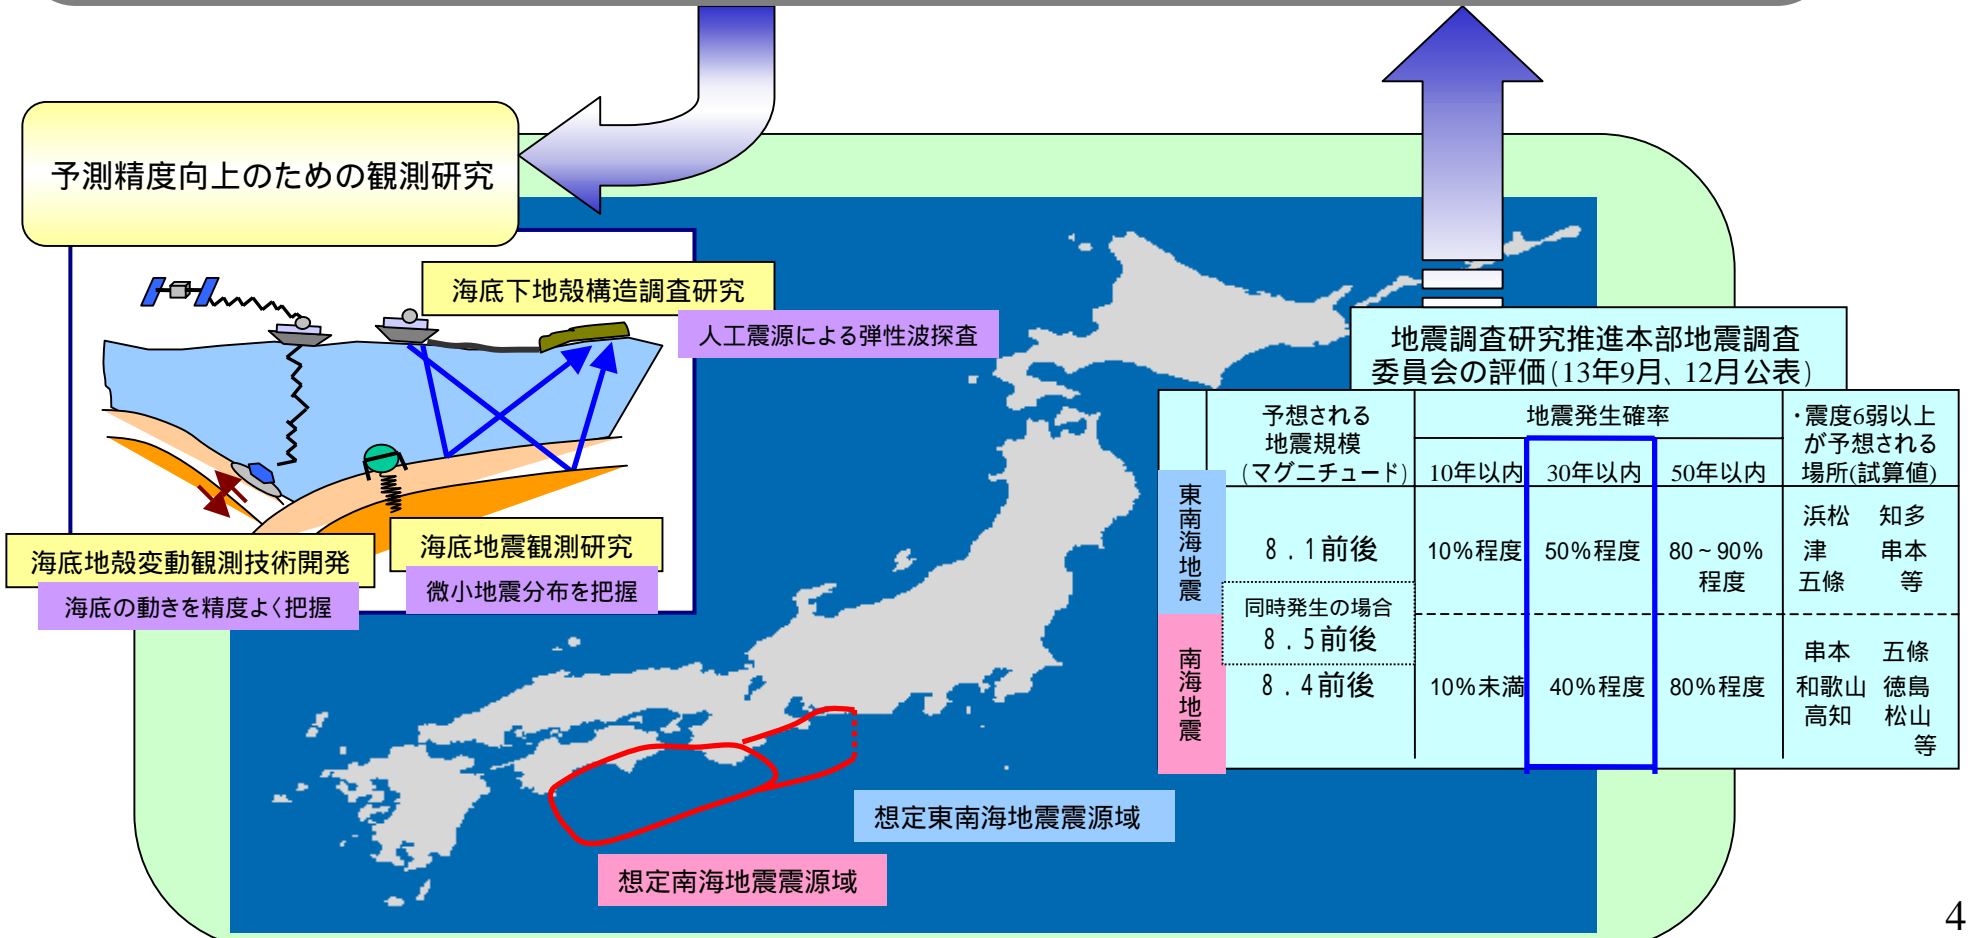 予測精度向上のための観測研究
海底下地殻構造調査研究
人工震源による弾性波探査
海底地殻変動観測技術開発
海底の動きを精度よく把握
海底地震観測研究
微小地震分布を把握
地震調査研究推進本部地震調査
委員会の評価(13年9月、12月公表)
予想される
地震規模
(マグニチュード)
地震発生確率
10年以内
30年以内
50年以内
・震度6弱以上
が予想される
場所(試算値)
東南海地震
8.1前後
10%程度
50%程度
80~90%
程度
浜松 知多
津 串本
五條 等
同時発生の場合
8.5前後
南海地震
8.4前後
10%未満
40%程度
80%程度
串本 五條
和歌山 徳島
高知 松山
等
想定東南海地震震源域
想定南海地震震源域
4